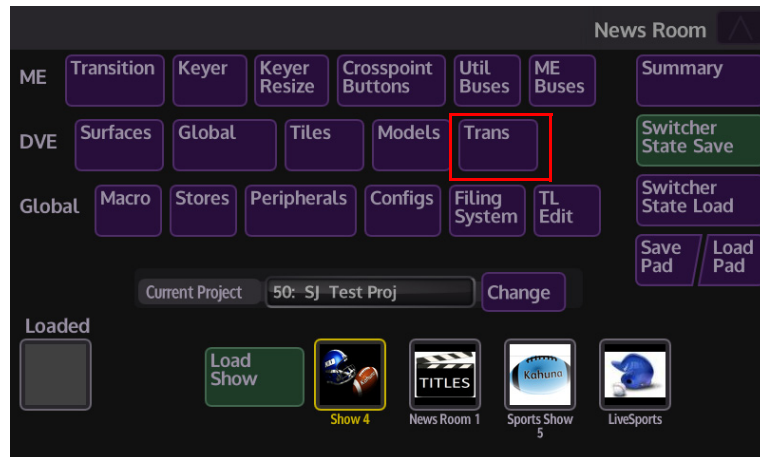 News Room
ME
Transition
Keyer
Keyer
Resize
Crosspoint
Buttons
Util
Buses
ME
Buses
Summary
DVE
Surfaces
Global
Tiles
Models
Trans
Switcher
State Save
Global
Macro
Stores
Peripherals
Configs
Filing
System
TL
Edit
Switcher
State Load
Save
Pad
Load
Pad
Current Project
50: SJ Test Proj
Change
Loaded
Load
Show
Kahuna
TITLES
Kahuna
Show 4
News Room 1
Sports Show
5
LiveSports